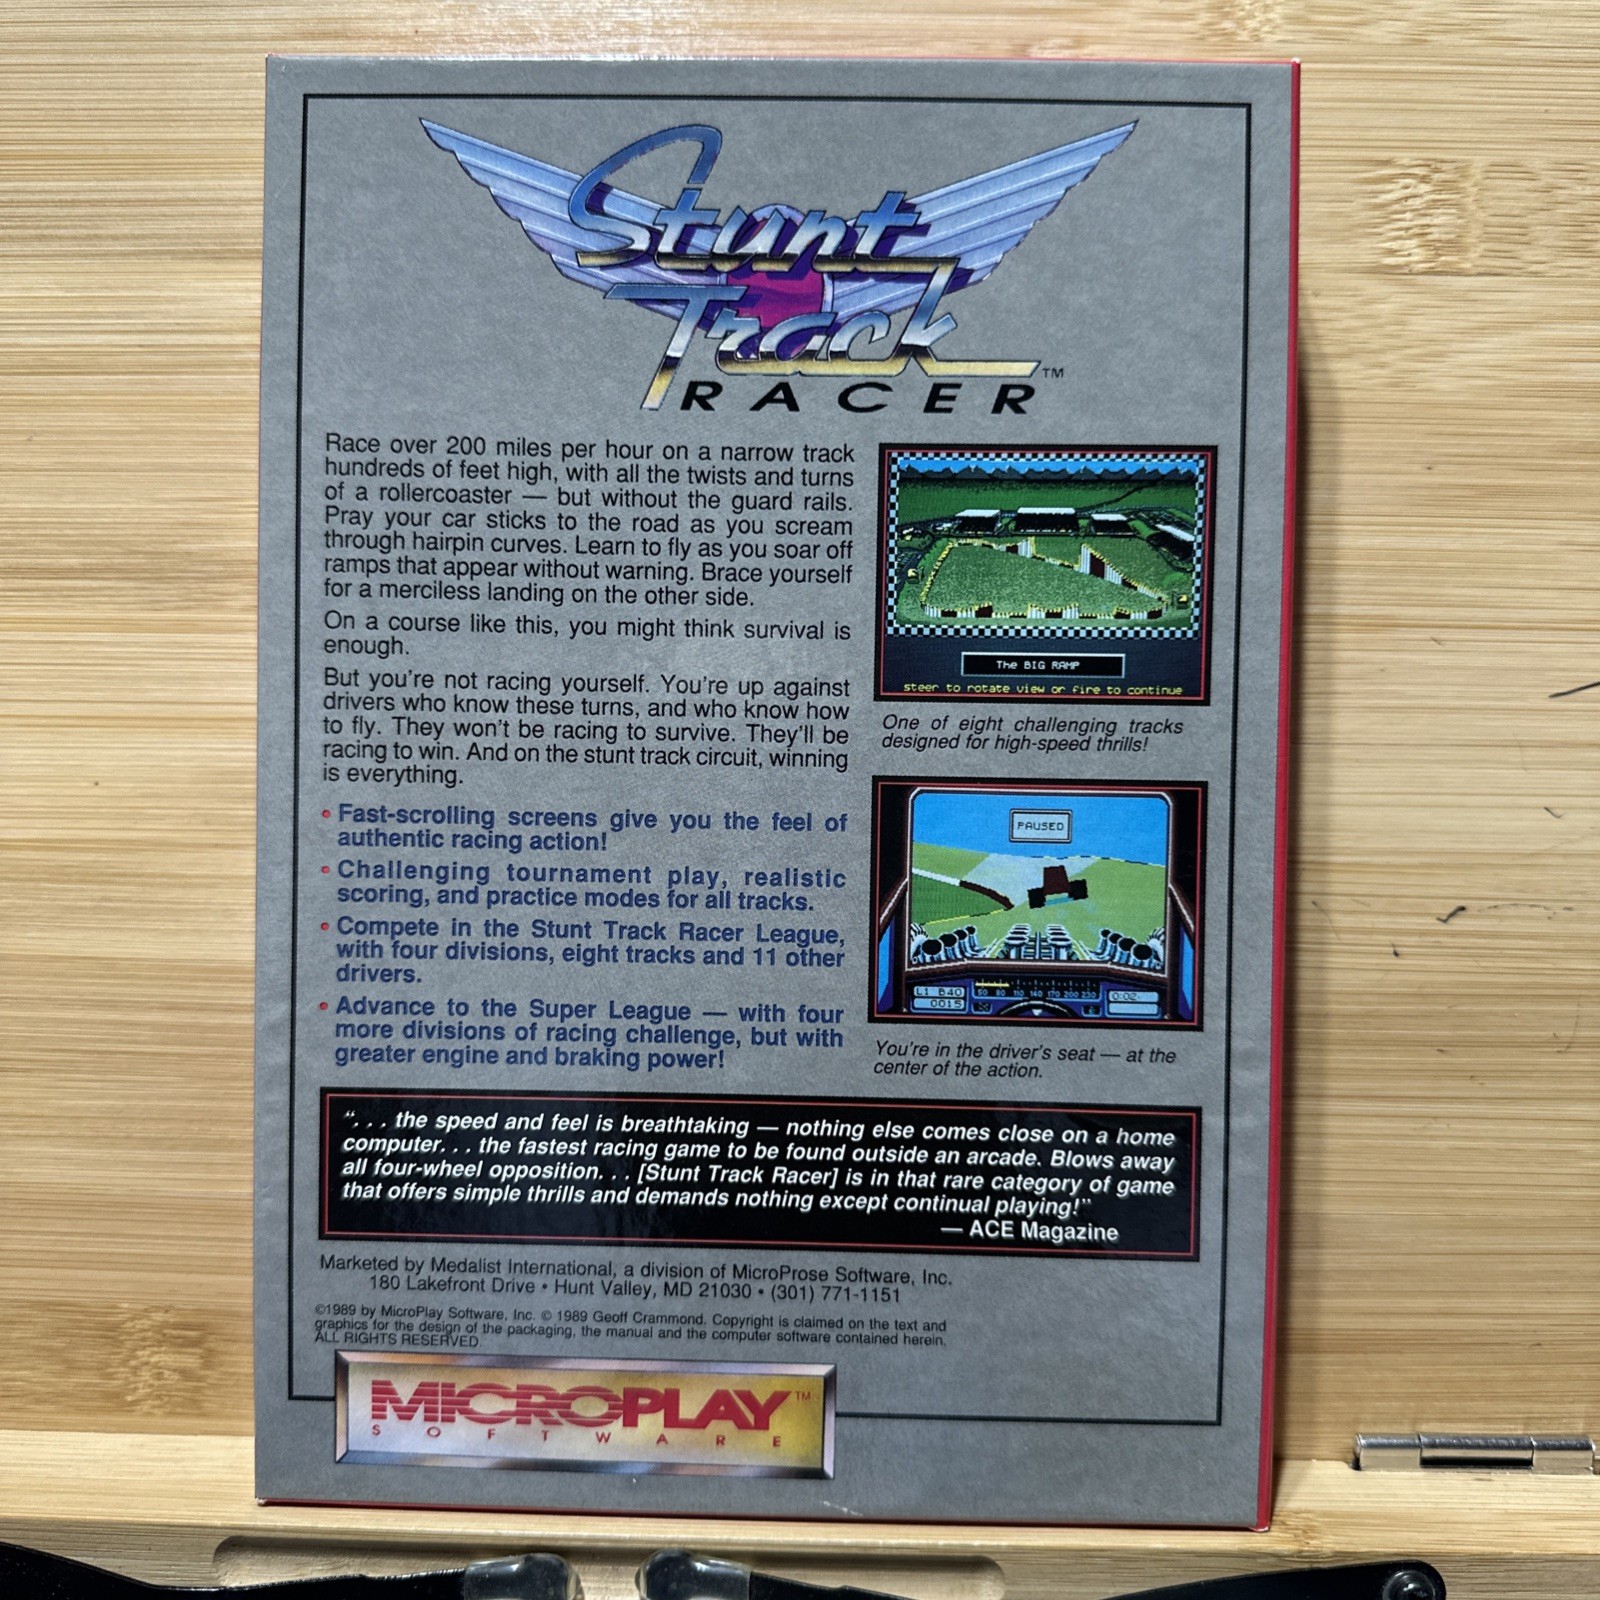 Stunt
Track ™
RACER
Race over 200 miles per hour on a narrow track
hundreds of feet high, with all the twists and turns
of a rollercoaster — but without the guard rails.
Pray your car sticks to the road as you scream
through hairpin curves. Learn to fly as you soar off
ramps that appear without warning. Brace yourself
for a merciless landing on the other side.
On a course like this, you might think survival is
enough.
But you're not racing yourself. You're up against
drivers who know these turns, and who know how
to fly. They won't be racing to survive. They'll be
racing to win. And on the stunt track circuit, winning
is everything.
• Fast-scrolling screens give you the feel of
authentic racing action!
• Challenging tournament play, realistic
scoring, and practice modes for all tracks.
• Compete in the Stunt Track Racer League,
with four divisions, eight tracks and 11 other
drivers.
• Advance to the Super League — with four
more divisions of racing challenge, but with
greater engine and braking power!
The BIG RAMP
steer to rotate view or fire to continue
One of eight challenging tracks
designed for high-speed thrills!
PAUSED
L1 B40
0015
50 80 110 140 170 200 230
0:02
You're in the driver's seat — at the
center of the action.
“. . . the speed and feel is breathtaking — nothing else comes close on a home
computer. . . the fastest racing game to be found outside an arcade. Blows away
all four-wheel opposition. . . [Stunt Track Racer] is in that rare category of game
that offers simple thrills and demands nothing except continual playing!”
— ACE Magazine
Marketed by Medalist International, a division of MicroProse Software, Inc.
180 Lakefront Drive • Hunt Valley, MD 21030 • (301) 771-1151
©1989 by MicroPlay Software, Inc. © 1989 Geoff Crammond. Copyright is claimed on the text and
graphics for the design of the packaging, the manual and the computer software contained herein.
ALL RIGHTS RESERVED.
MICROPLAY™
SOFTWARE